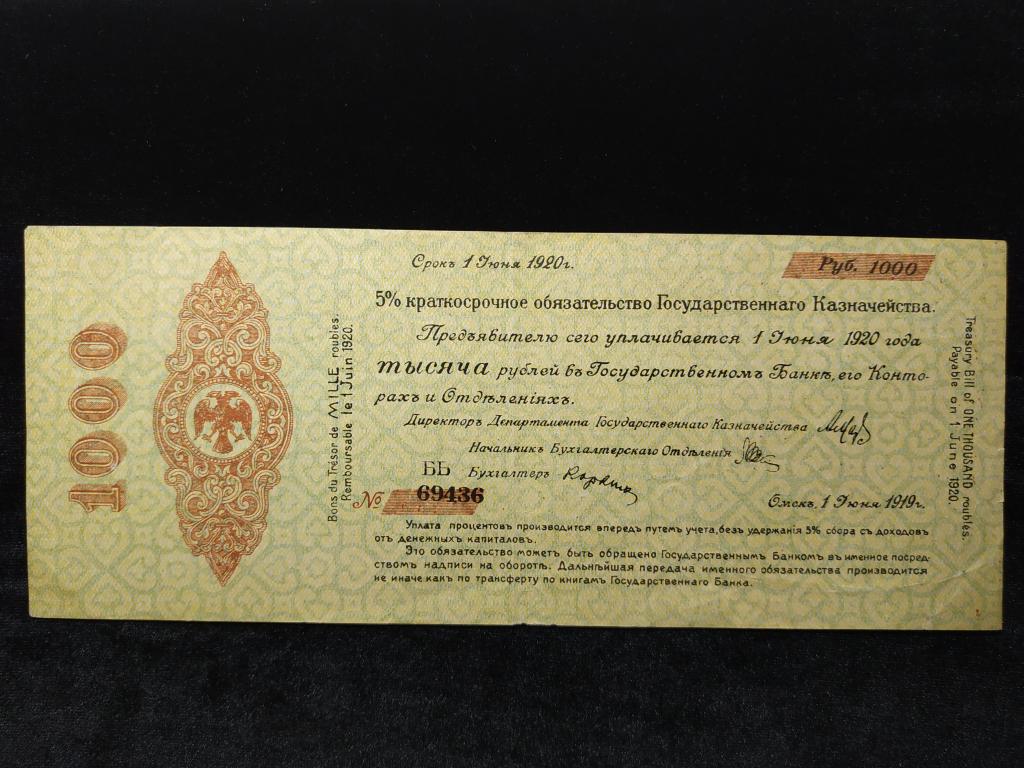 1000
Bons du Trésor de MILLE roubles.
Remboursable le 1 Juin 1920.
Срокъ 1 Іюня 1920 г.
Руб. 1000
5% краткосрочное обязательство Государственнаго Казначейства.
Предъявителю сего уплачивается 1 Іюня 1920 года
тысяча рублей въ Государственномъ Банкѣ, его Конто-
рахъ и Отдѣленіяхъ.
Директоръ Департамента Государственнаго Казначейства
Начальникъ Бухгалтерскаго Отдѣленія
ББ Бухгалтеръ
№ 69436
Омскъ, 1 Іюня 1919 г.
Уплата процентовъ производится впередъ путемъ учета, безъ удержанія 5% сбора съ доходовъ
отъ денежныхъ капиталовъ.
Это обязательство можетъ быть обращено Государственнымъ Банкомъ въ именное посред-
ствомъ надписи на оборотѣ. Дальнѣйшая передача именного обязательства производится
не иначе какъ по трансферту по книгамъ Государственнаго Банка.
Treasury Bill of ONE THOUSAND roubles.
Payable on 1 June 1920.